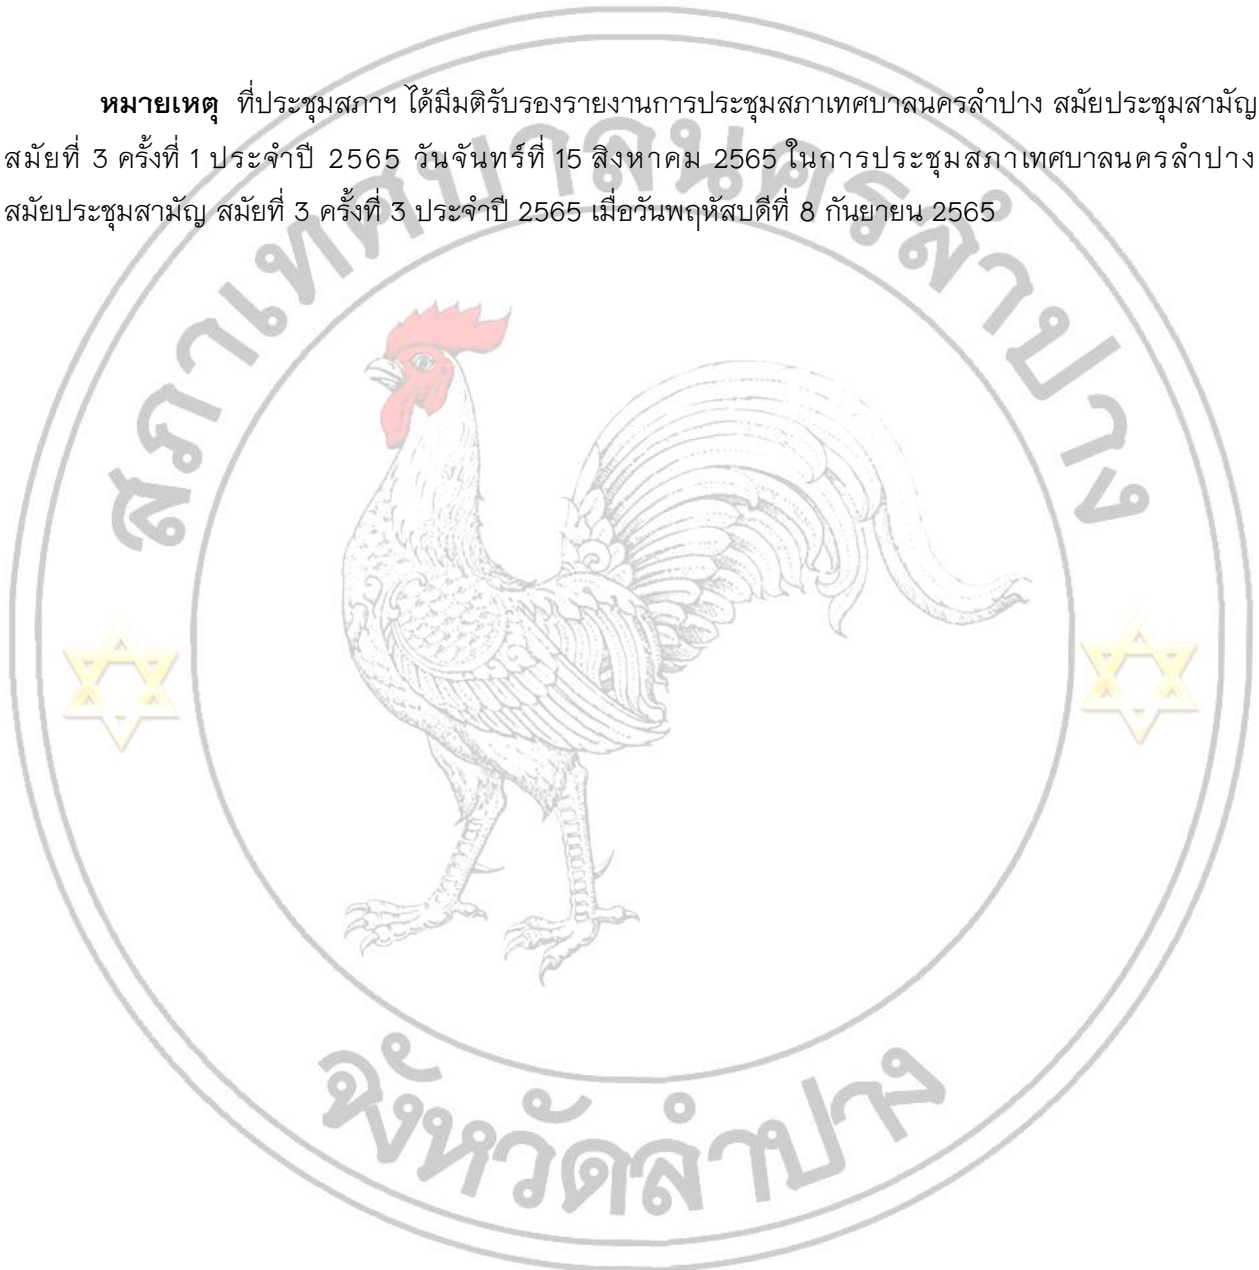 หมายเหตุ ที่ประชุมสภาฯ ได้มีมติรับรองรายงานการประชุมสภาเทศบาลนครลำปาง สมัยประชุมสามัญ
สมัยที่ 3 ครั้งที่ 1 ประจำปี 2565 วันจันทร์ที่ 15 สิงหาคม 2565 ในการประชุมสภาเทศบาลนครลำปาง
สมัยประชุมสามัญ สมัยที่ 3 ครั้งที่ 3 ประจำปี 2565 เมื่อวันพฤหัสบดีที่ 8 กันยายน 2565
สภาเทศบาลนครลำปาง
จังหวัดลำปาง